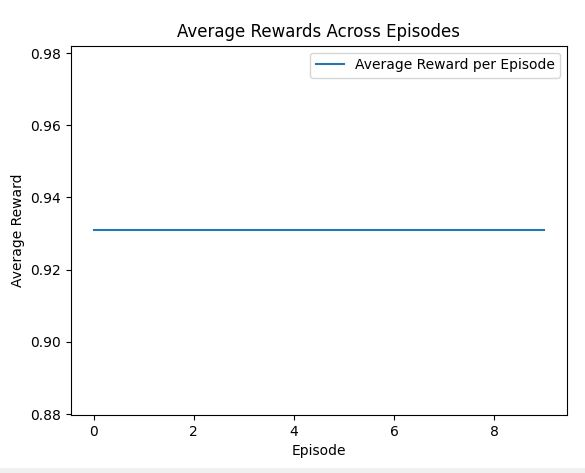 Average Rewards Across Episodes
Average Reward per Episode
0.98
0.96
0.94
0.92
0.90
0.88
Average Reward
0 2 4 6 8
Episode